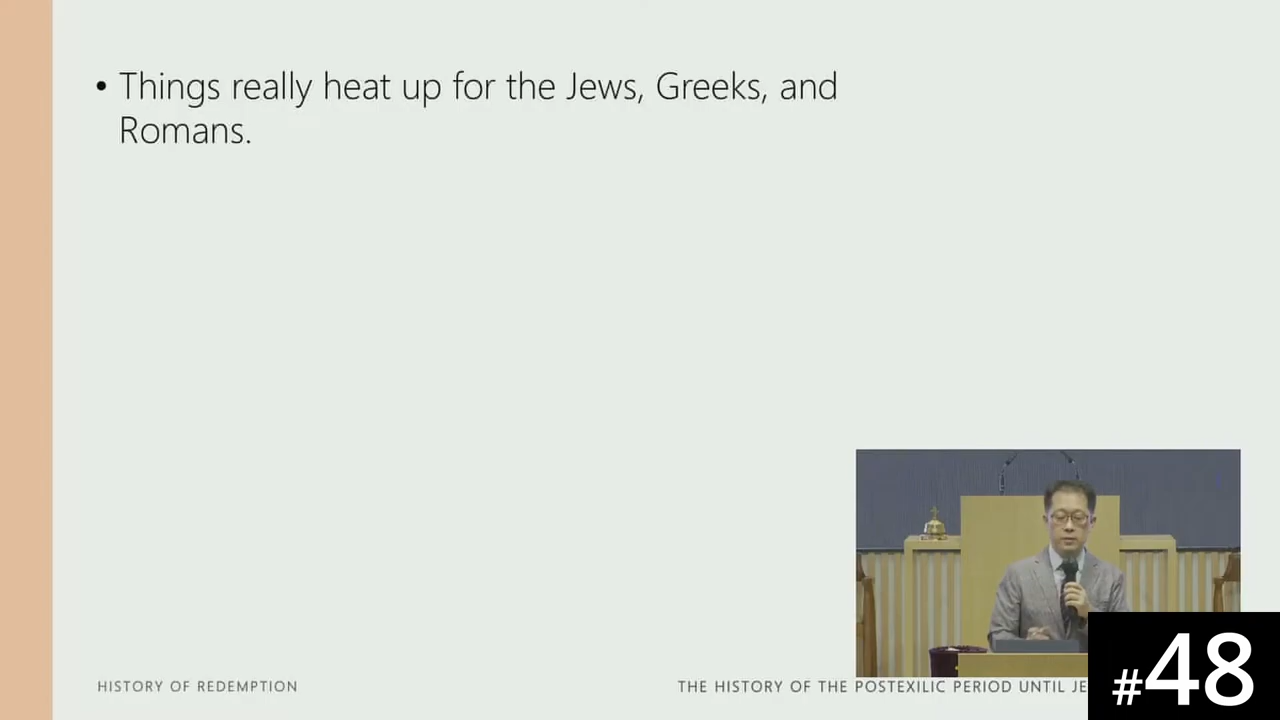 • Things really heat up for the Jews, Greeks, and
Romans.
HISTORY OF REDEMPTION
THE HISTORY OF THE POSTEXILIC PERIOD UNTIL JE
#48